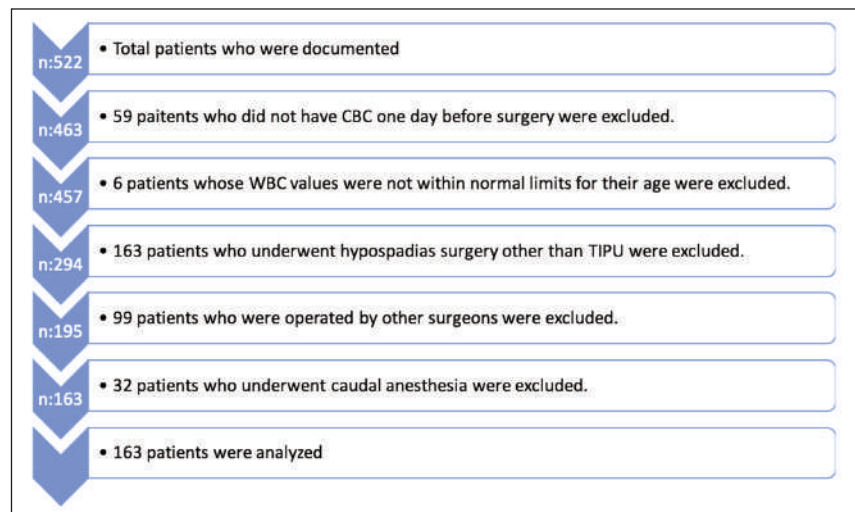 n:522
• Total patients who were documented
n:463
• 59 paitents who did not have CBC one day before surgery were excluded.
n:457
• 6 patients whose WBC values were not within normal limits for their age were excluded.
n:294
• 163 patients who underwent hypospadias surgery other than TIPU were excluded.
n:195
• 99 patients who were operated by other surgeons were excluded.
n:163
• 32 patients who underwent caudal anesthesia were excluded.
• 163 patients were analyzed